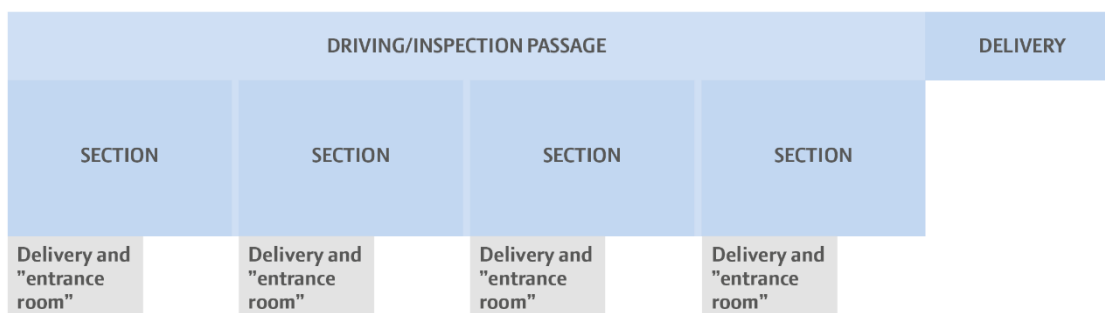 DRIVING/INSPECTION PASSAGE
DELIVERY
SECTION
SECTION
SECTION
SECTION
Delivery and
”entrance
room”
Delivery and
”entrance
room”
Delivery and
”entrance
room”
Delivery and
”entrance
room”